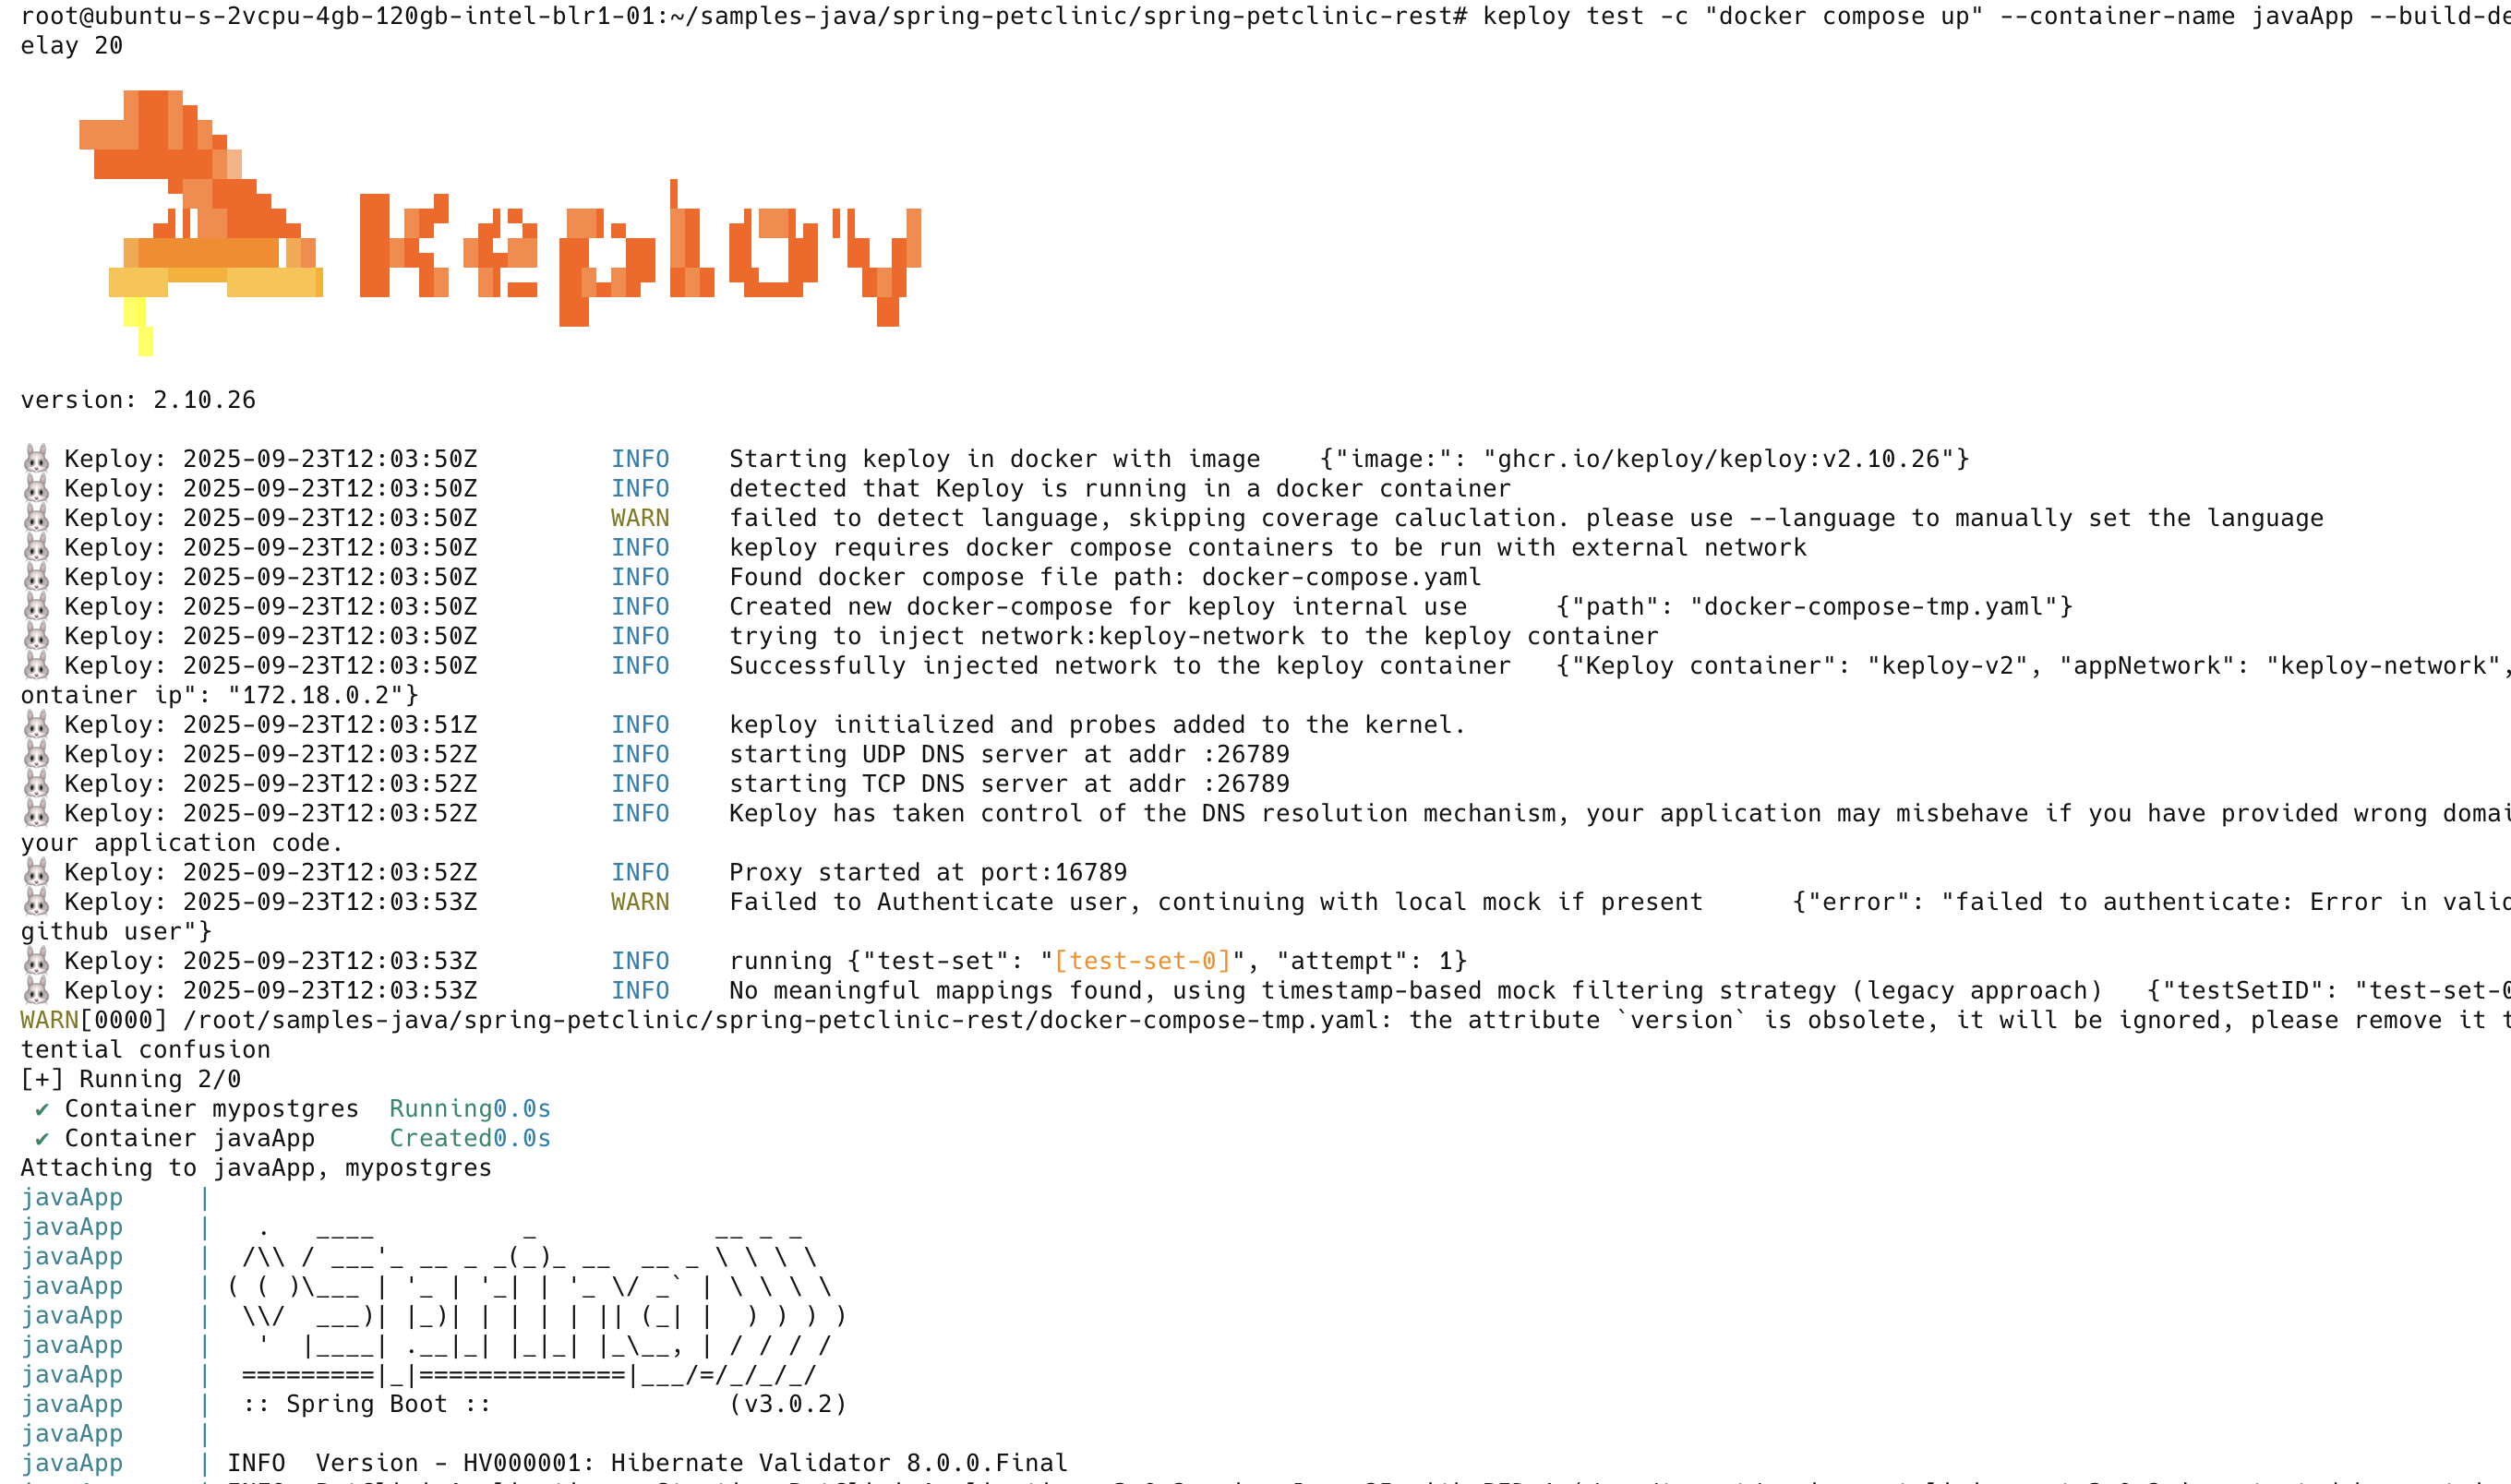 root@ubuntu-s-2vcpu-4gb-120gb-intel-blr1-01:~/samples-java/spring-petclinic/spring-petclinic-rest# keploy test -c "docker compose up" --container-name javaApp --build-de
elay 20
Keploy
version: 2.10.26
🐰 Keploy: 2025-09-23T12:03:50Z INFO Starting keploy in docker with image {"image:": "ghcr.io/keploy/keploy:v2.10.26"}
🐰 Keploy: 2025-09-23T12:03:50Z INFO detected that Keploy is running in a docker container
🐰 Keploy: 2025-09-23T12:03:50Z WARN failed to detect language, skipping coverage caluclation. please use --language to manually set the language
🐰 Keploy: 2025-09-23T12:03:50Z INFO keploy requires docker compose containers to be run with external network
🐰 Keploy: 2025-09-23T12:03:50Z INFO Found docker compose file path: docker-compose.yaml
🐰 Keploy: 2025-09-23T12:03:50Z INFO Created new docker-compose for keploy internal use {"path": "docker-compose-tmp.yaml"}
🐰 Keploy: 2025-09-23T12:03:50Z INFO trying to inject network:keploy-network to the keploy container
🐰 Keploy: 2025-09-23T12:03:50Z INFO Successfully injected network to the keploy container {"Keploy container": "keploy-v2", "appNetwork": "keploy-network",
ontainer ip": "172.18.0.2"}
🐰 Keploy: 2025-09-23T12:03:51Z INFO keploy initialized and probes added to the kernel.
🐰 Keploy: 2025-09-23T12:03:52Z INFO starting UDP DNS server at addr :26789
🐰 Keploy: 2025-09-23T12:03:52Z INFO starting TCP DNS server at addr :26789
🐰 Keploy: 2025-09-23T12:03:52Z INFO Keploy has taken control of the DNS resolution mechanism, your application may misbehave if you have provided wrong domai
your application code.
🐰 Keploy: 2025-09-23T12:03:52Z INFO Proxy started at port:16789
🐰 Keploy: 2025-09-23T12:03:53Z WARN Failed to Authenticate user, continuing with local mock if present {"error": "failed to authenticate: Error in valid
github user"}
🐰 Keploy: 2025-09-23T12:03:53Z INFO running {"test-set": "[test-set-0]", "attempt": 1}
🐰 Keploy: 2025-09-23T12:03:53Z INFO No meaningful mappings found, using timestamp-based mock filtering strategy (legacy approach) {"testSetID": "test-set-0
WARN[0000] /root/samples-java/spring-petclinic/spring-petclinic-rest/docker-compose-tmp.yaml: the attribute `version` is obsolete, it will be ignored, please remove it t
tential confusion
[+] Running 2/0
✔ Container mypostgres Running0.0s
✔ Container javaApp Created0.0s
Attaching to javaApp, mypostgres
javaApp |
javaApp |   .   ____          _            __ _ _
javaApp |  /\\ / ___'_ __ _ _(_)_ __  __ _ \ \ \ \
javaApp | ( ( )\___ | '_ | '_| | '_ \/ _` | \ \ \ \
javaApp |  \\/  ___)| |_)| | | | | || (_| |  ) ) ) )
javaApp |   '  |____| .__|_| |_|_| |_\__, | / / / /
javaApp |  =========|_|==============|___/=/_/_/_/
javaApp |  :: Spring Boot ::                (v3.0.2)
javaApp |
javaApp | INFO  Version - HV000001: Hibernate Validator 8.0.0.Final